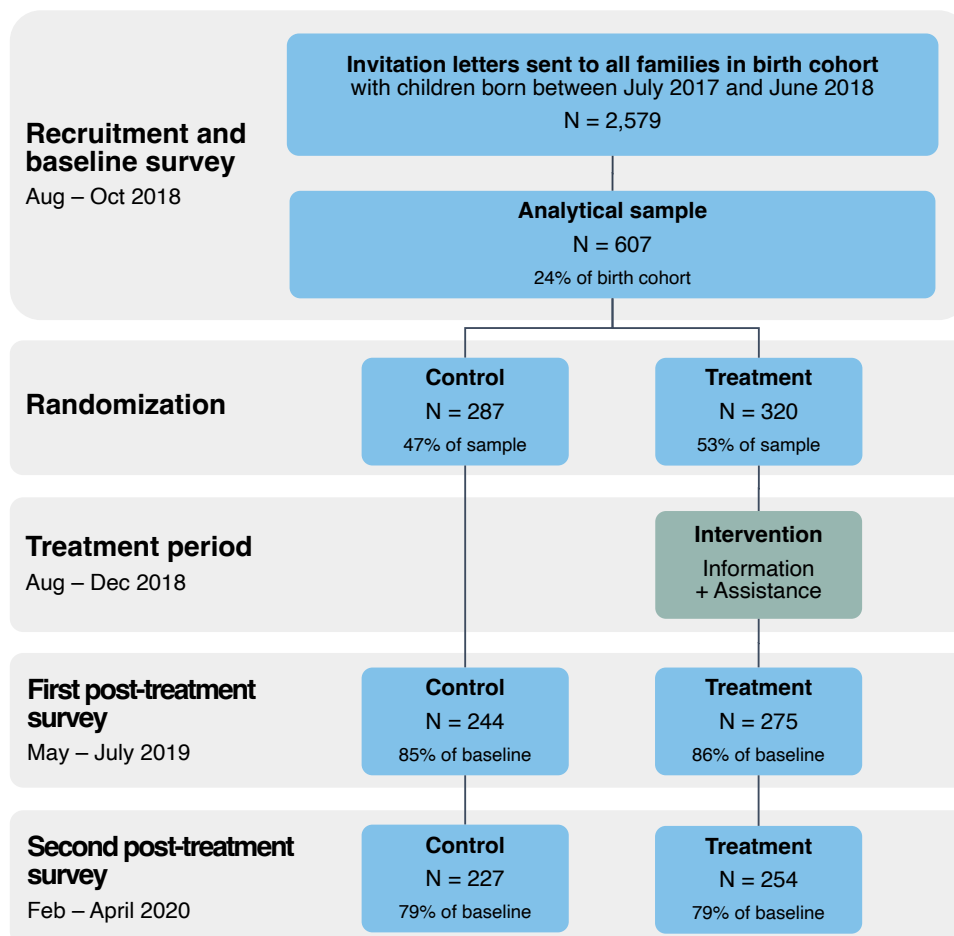 Recruitment and
baseline survey
Aug – Oct 2018
Invitation letters sent to all families in birth cohort
with children born between July 2017 and June 2018
N = 2,579
Analytical sample
N = 607
24% of birth cohort
Randomization
Control
N = 287
47% of sample
Treatment
N = 320
53% of sample
Treatment period
Aug – Dec 2018
Intervention
Information
+ Assistance
First post-treatment
survey
May – July 2019
Control
N = 244
85% of baseline
Treatment
N = 275
86% of baseline
Second post-treatment
survey
Feb – April 2020
Control
N = 227
79% of baseline
Treatment
N = 254
79% of baseline